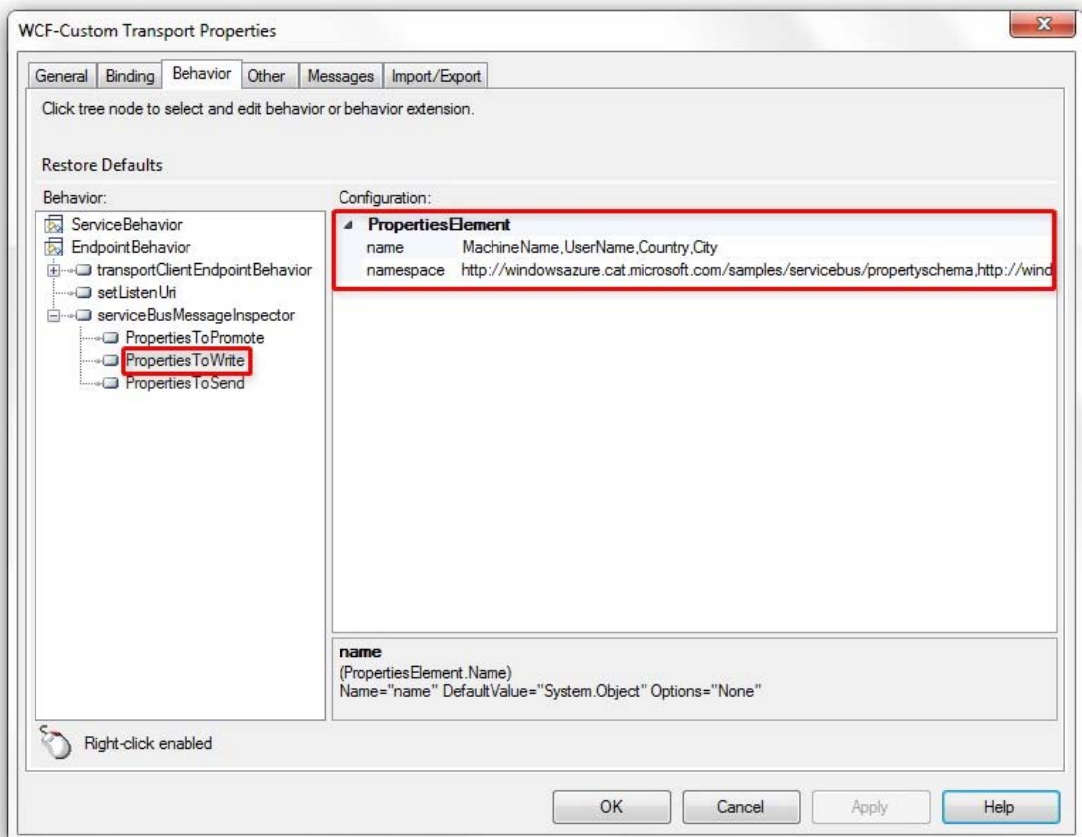 WCF-Custom Transport Properties
General Binding Behavior Other Messages Import/Export
Click tree node to select and edit behavior or behavior extension.
Restore Defaults
Behavior:
ServiceBehavior
EndpointBehavior
transportClientEndpointBehavior
setListenUri
serviceBusMessageInspector
PropertiesToPromote
PropertiesToWrite
PropertiesToSend
Configuration:
PropertiesElement
name MachineName,UserName,Country,City
namespace http://windowsazure.cat.microsoft.com/samples/servicebus/propertyschema,http://wind
name
(PropertiesElement.Name)
Name="name" DefaultValue="System.Object" Options="None"
Right-click enabled
OK Cancel Apply Help